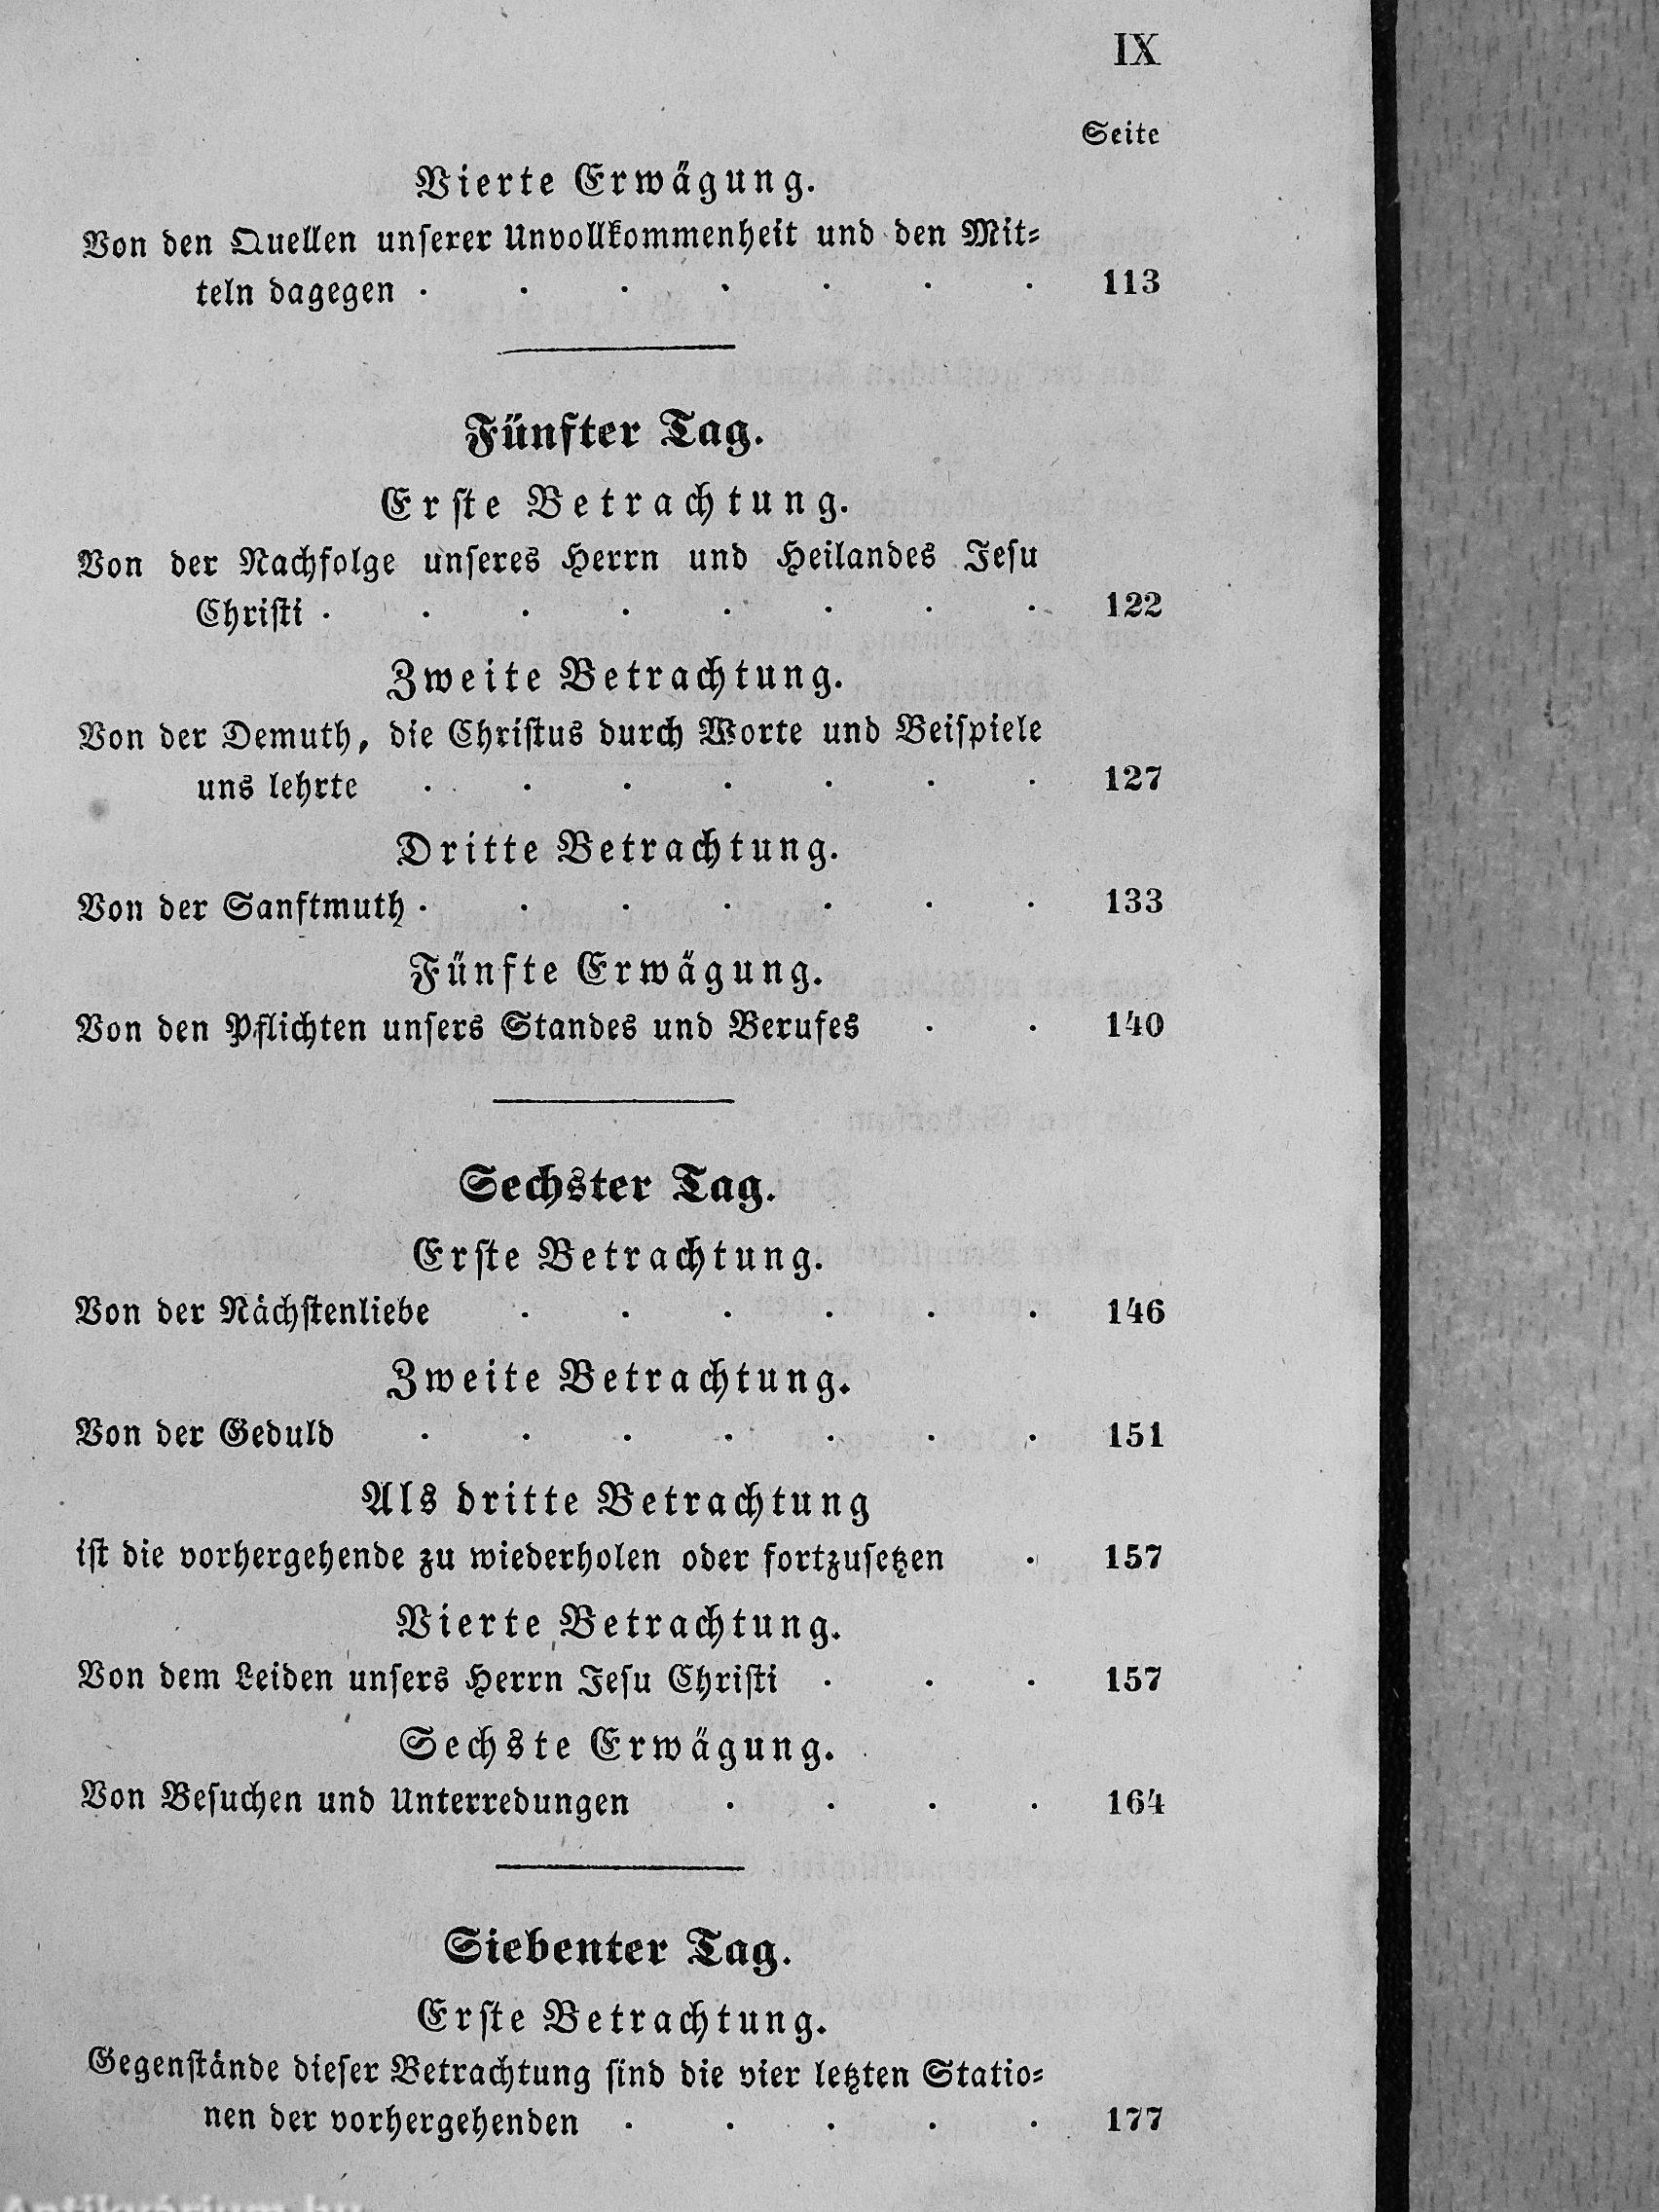 IX
Seite
Vierte Erwägung.
Von den Quellen unserer Unvollkommenheit und den Mit-
teln dagegen . . . . . . . 113
Fünfter Tag.
Erste Betrachtung.
Von der Nachfolge unseres Herrn und Heilandes Jesu
Christi . . . . . . . . 122
Zweite Betrachtung.
Von der Demuth, die Christus durch Worte und Beispiele
uns lehrte . . . . . . . 127
Dritte Betrachtung.
Von der Sanftmuth . . . . . . . 133
Fünfte Erwägung.
Von den Pflichten unsers Standes und Berufes . . 140
Sechster Tag.
Erste Betrachtung.
Von der Nächstenliebe . . . . . . 146
Zweite Betrachtung.
Von der Geduld . . . . . . . 151
Als dritte Betrachtung
ist die vorhergehende zu wiederholen oder fortzusetzen . 157
Vierte Betrachtung.
Von dem Leiden unsers Herrn Jesu Christi . . . 157
Sechste Erwägung.
Von Besuchen und Unterredungen . . . . 164
Siebenter Tag.
Erste Betrachtung.
Gegenstände dieser Betrachtung sind die vier letzten Statio-
nen der vorhergehenden . . . . . 177
Antikvárium.hu